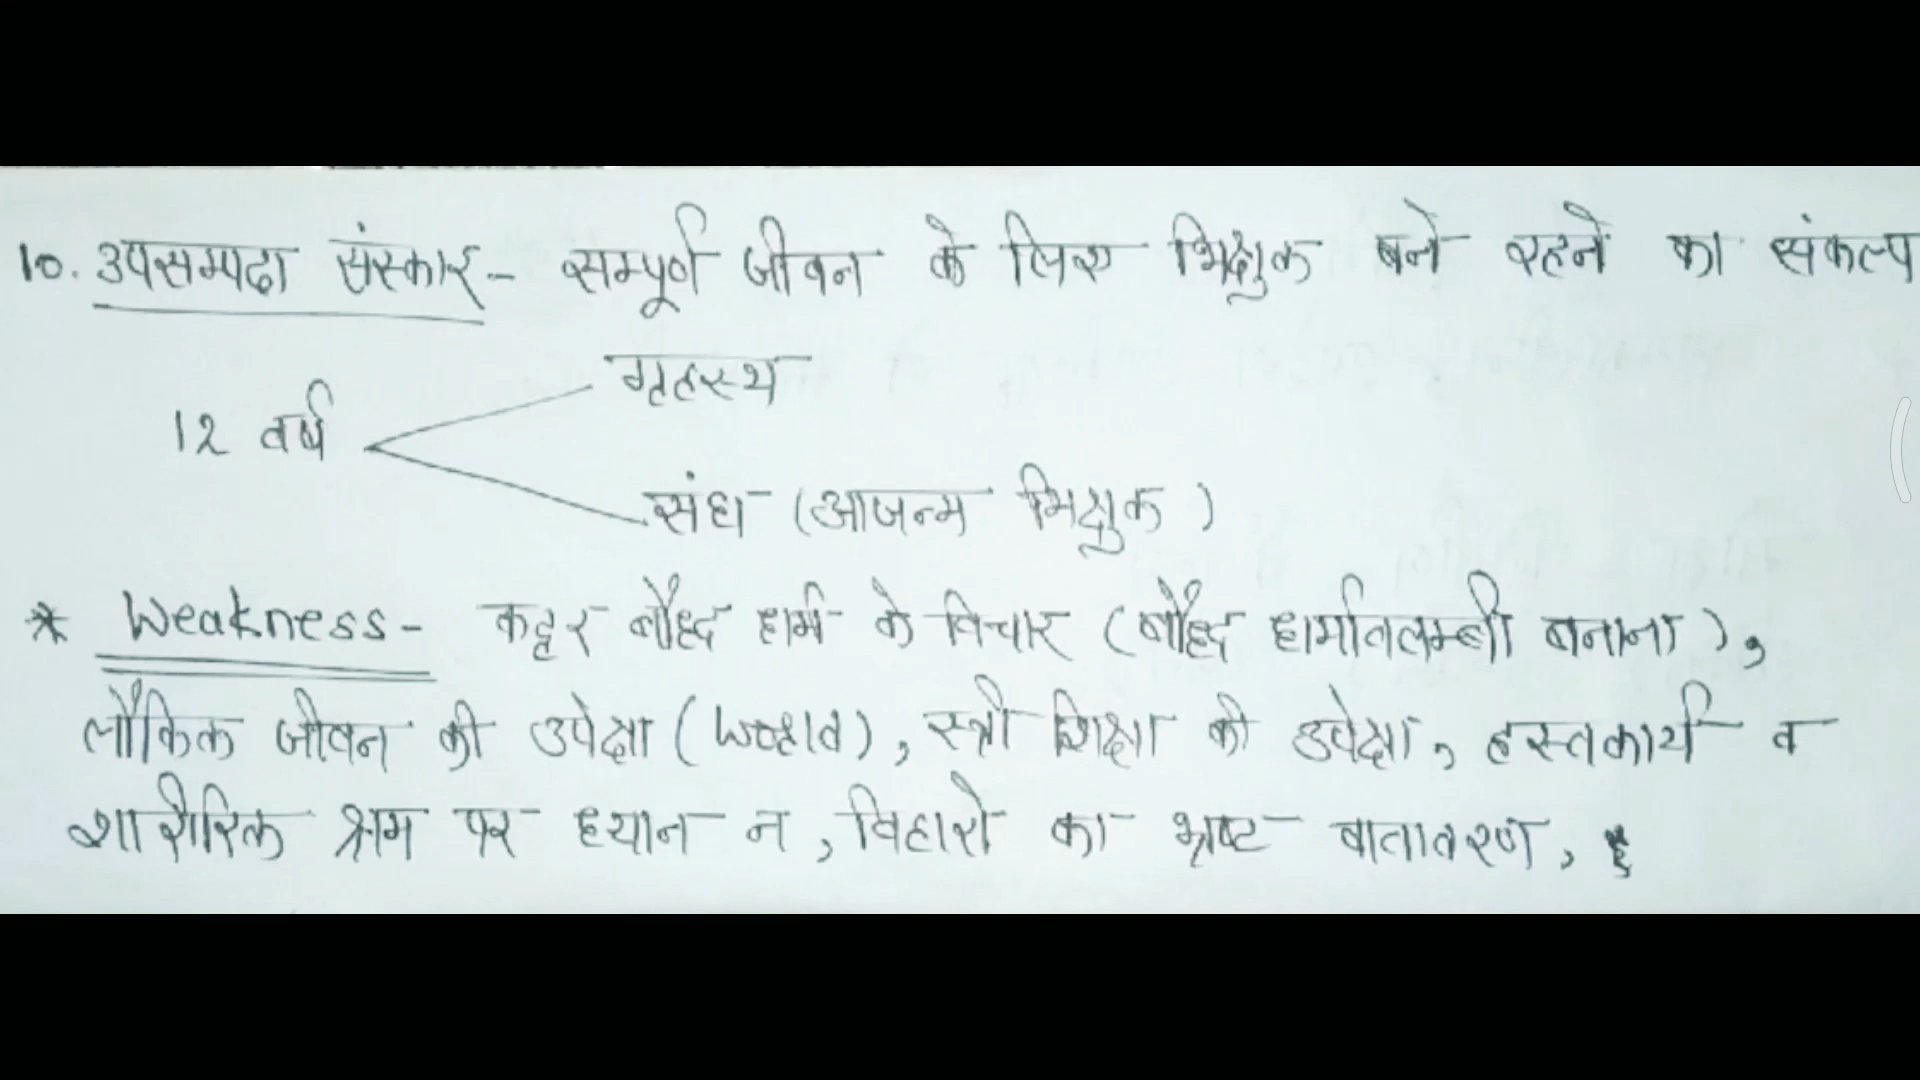 10. उपसम्पदा संस्कार - सम्पूर्ण जीवन के लिए भिक्षुक बने रहने का संकल्प
गृहस्थ
12 वर्ष
संघ (आजन्म भिक्षुक)
* Weakness - कट्टर बौद्ध धर्म के विचार (बौद्ध धर्मावलम्बी बनाना),
लौकिक जीवन की उपेक्षा ( ), स्त्री शिक्षा की उपेक्षा, हस्तकार्य व
शारीरिक श्रम पर ध्यान न, विहारों का भ्रष्ट वातावरण,